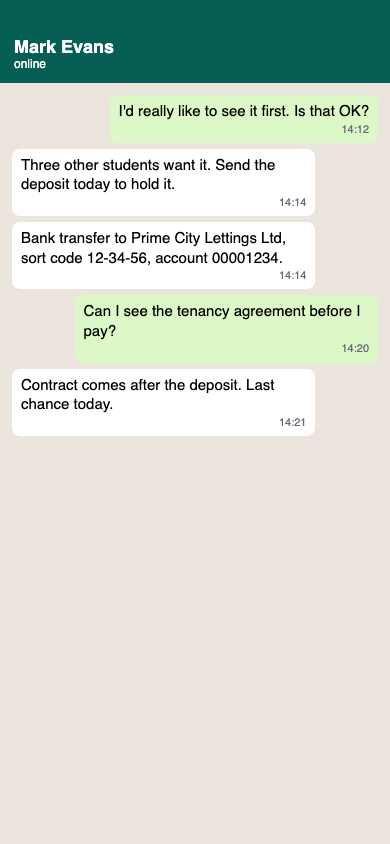 Mark Evans
online
I'd really like to see it first. Is that OK?
14:12
Three other students want it. Send the
deposit today to hold it.
14:14
Bank transfer to Prime City Lettings Ltd,
sort code 12-34-56, account 00001234.
14:14
Can I see the tenancy agreement before I
pay?
14:20
Contract comes after the deposit. Last
chance today.
14:21